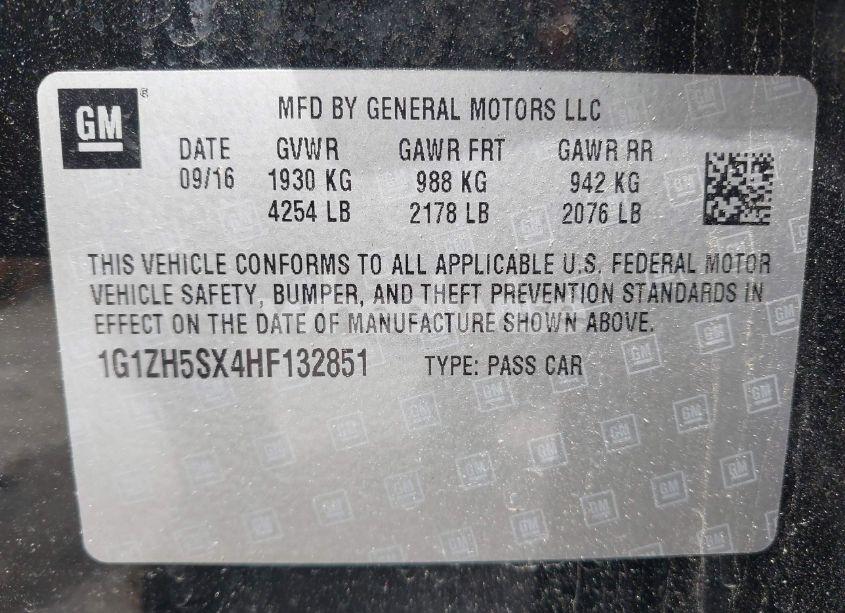 GM ® MFD BY GENERAL MOTORS LLC
DATE GVWR GAWR FRT GAWR RR
09/16 1930 KG 988 KG 942 KG
4254 LB 2178 LB 2076 LB
THIS VEHICLE CONFORMS TO ALL APPLICABLE U.S. FEDERAL MOTOR
VEHICLE SAFETY, BUMPER, AND THEFT PREVENTION STANDARDS IN
EFFECT ON THE DATE OF MANUFACTURE SHOWN ABOVE.
1G1ZH5SX4HF132851 TYPE: PASS CAR